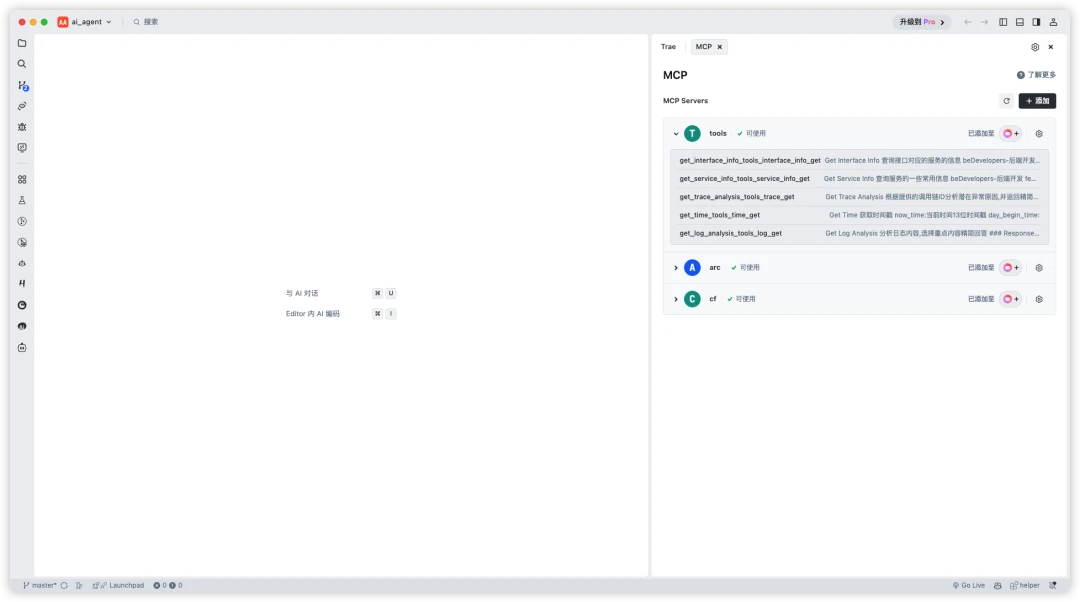 AA ai_agent 搜索 升级到 Pro
2
Trae MCP
MCP 了解更多
MCP Servers 添加
T tools 可使用 已添加至 +
get_interface_info_tools_interface_info_get Get Interface Info 查询接口对应的服务的信息 beDevelopers-后端开发...
get_service_info_tools_service_info_get Get Service Info 查询服务的一些常用信息 beDevelopers-后端开发 fe...
get_trace_analysis_tools_trace_get Get Trace Analysis 根据提供的调用链ID分析潜在异常原因,并返回精简...
get_time_tools_time_get Get Time 获取时间戳 now_time:当前时间13位时间戳 day_begin_time:
get_log_analysis_tools_log_get Get Log Analysis 分析日志内容,选择重点内容精简回答 ### Response...
A arc 可使用 已添加至 +
C cf 可使用 已添加至 +
与 AI 对话 ⌘ U
Editor 内 AI 编码 ⌘ I
master* Launchpad 0 0 Go Live helper